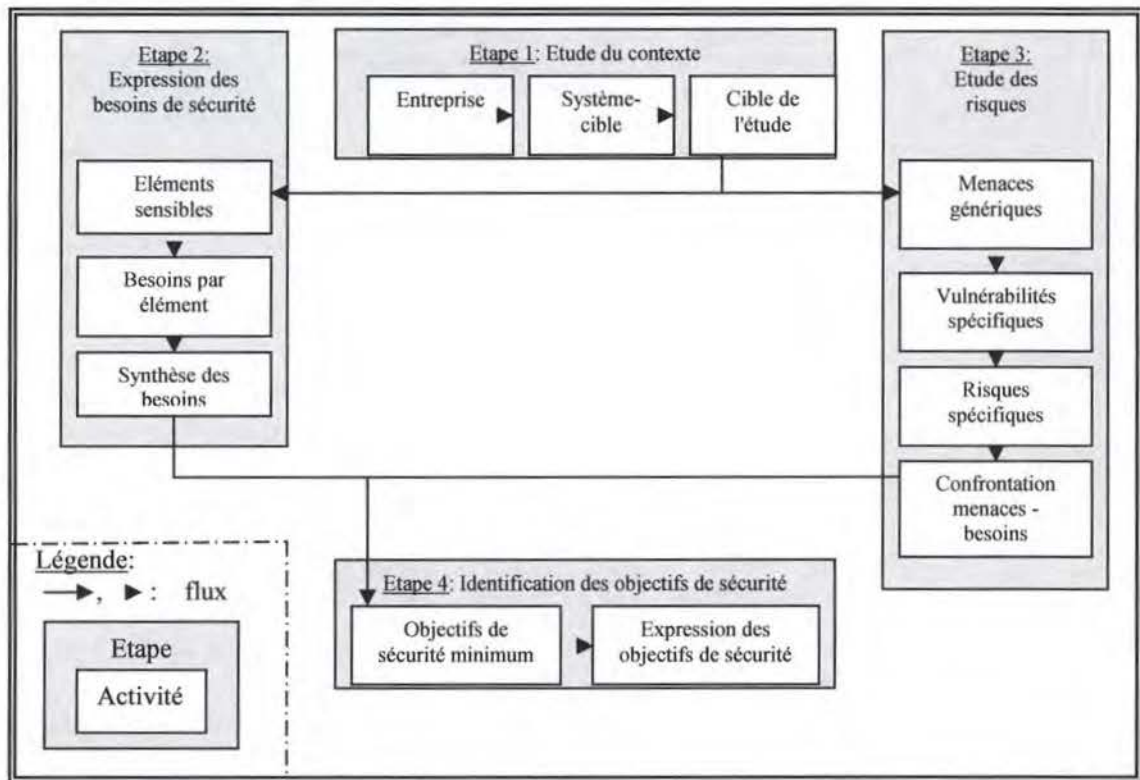 Etape 2:
Expression des
besoins de sécurité
Eléments
sensibles
Besoins par
élément
Synthèse des
besoins
Etape 1: Etude du contexte
Entreprise
Système-
cible
Cible de
l'étude
Etape 3:
Etude des
risques
Menaces
génériques
Vulnérabilités
spécifiques
Risques
spécifiques
Confrontation
menaces -
besoins
Etape 4: Identification des objectifs de sécurité
Objectifs de
sécurité minimum
Expression des
objectifs de sécurité
Légende:
, : flux
Etape
Activité